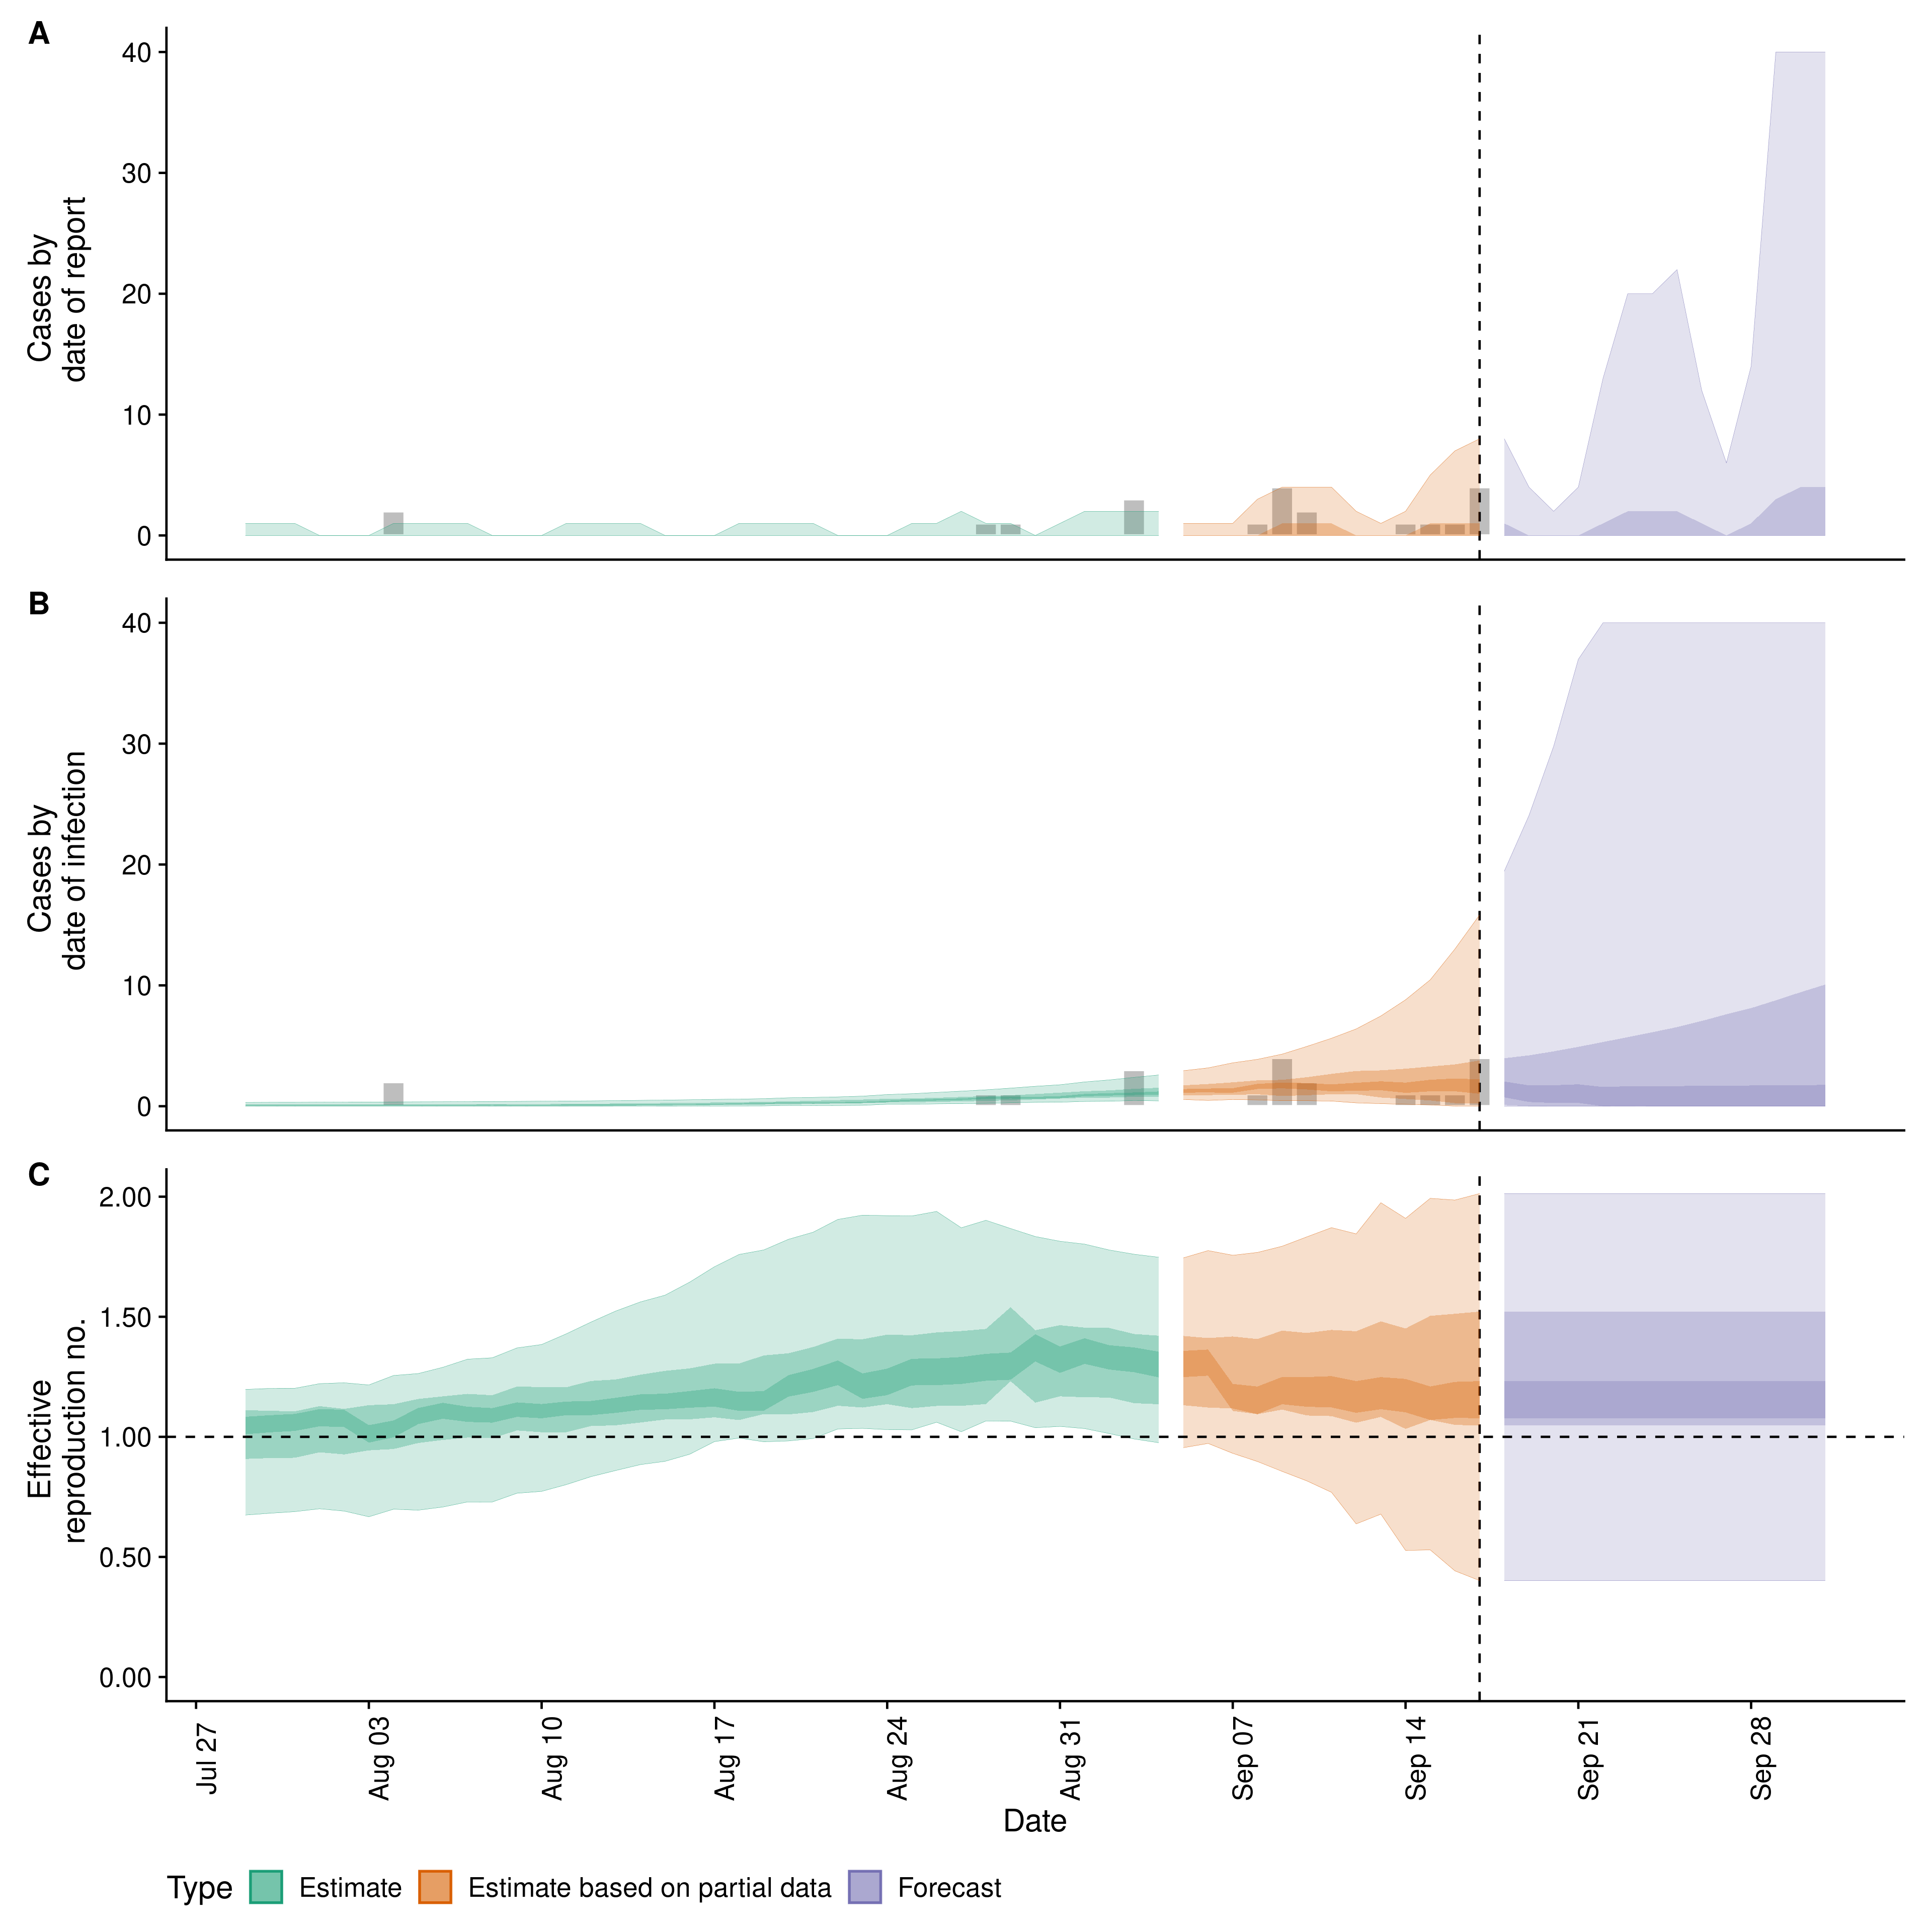 A
Cases by
date of report
40
30
20
10
0
B
Cases by
date of infection
40
30
20
10
0
C
Effective
reproduction no.
2.00
1.50
1.00
0.50
0.00
Jul 27
Aug 03
Aug 10
Aug 17
Aug 24
Aug 31
Sep 07
Sep 14
Sep 21
Sep 28
Date
Type Estimate Estimate based on partial data Forecast